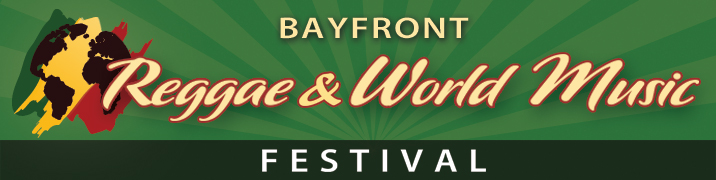 BAYFRONT
Reggae & World Music
FESTIVAL